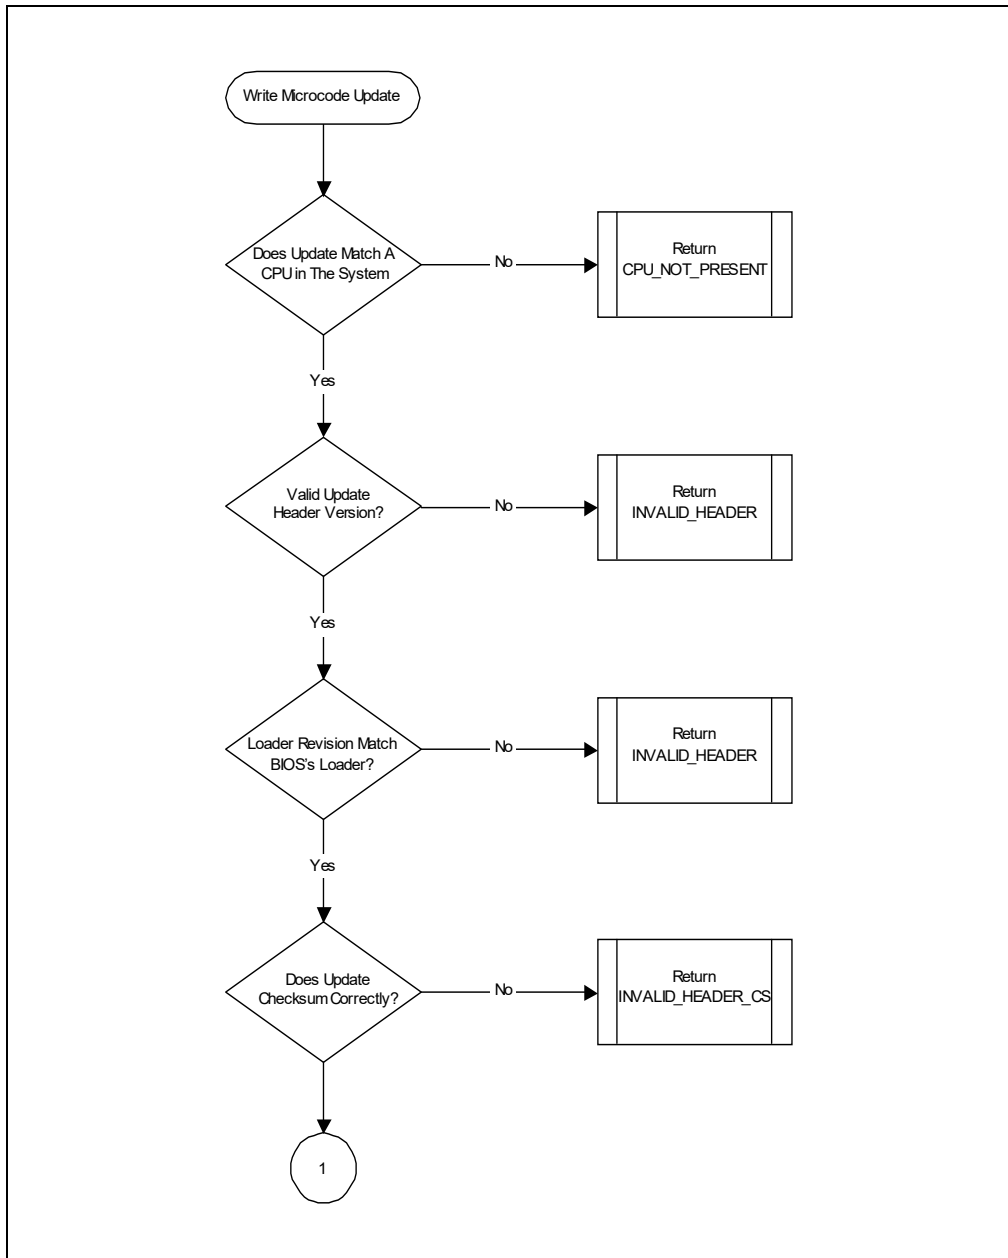 Write Microcode Update
Does Update Match A
CPU in The System
No
Return
CPU_NOT_PRESENT
Yes
Valid Update
Header Version?
No
Return
INVALID_HEADER
Yes
Loader Revision Match
BIOS's Loader?
No
Return
INVALID_HEADER
Yes
Does Update
Checksum Correctly?
No
Return
INVALID_HEADER_CS
1